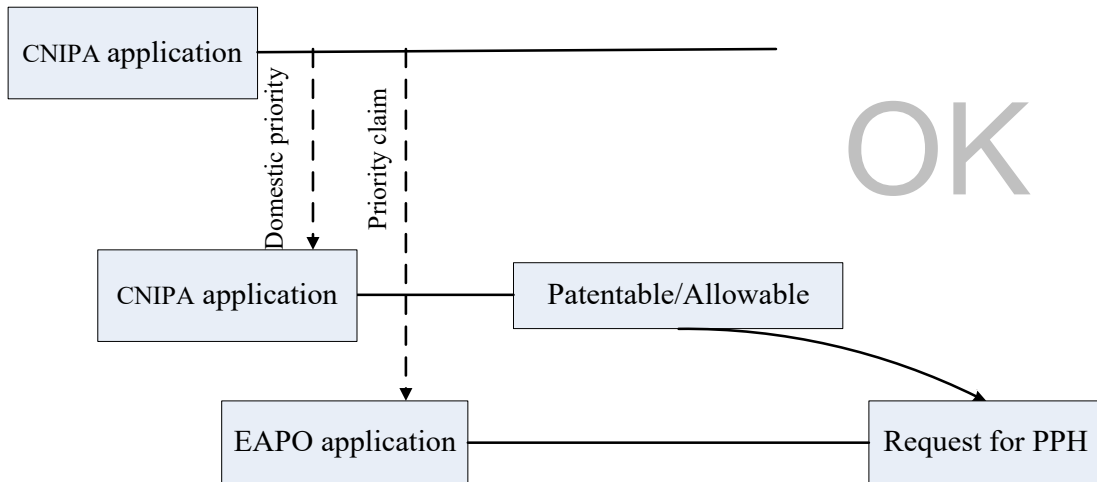 CNIPA application
Domestic priority
Priority claim
OK
CNIPA application
Patentable/Allowable
EAPO application
Request for PPH